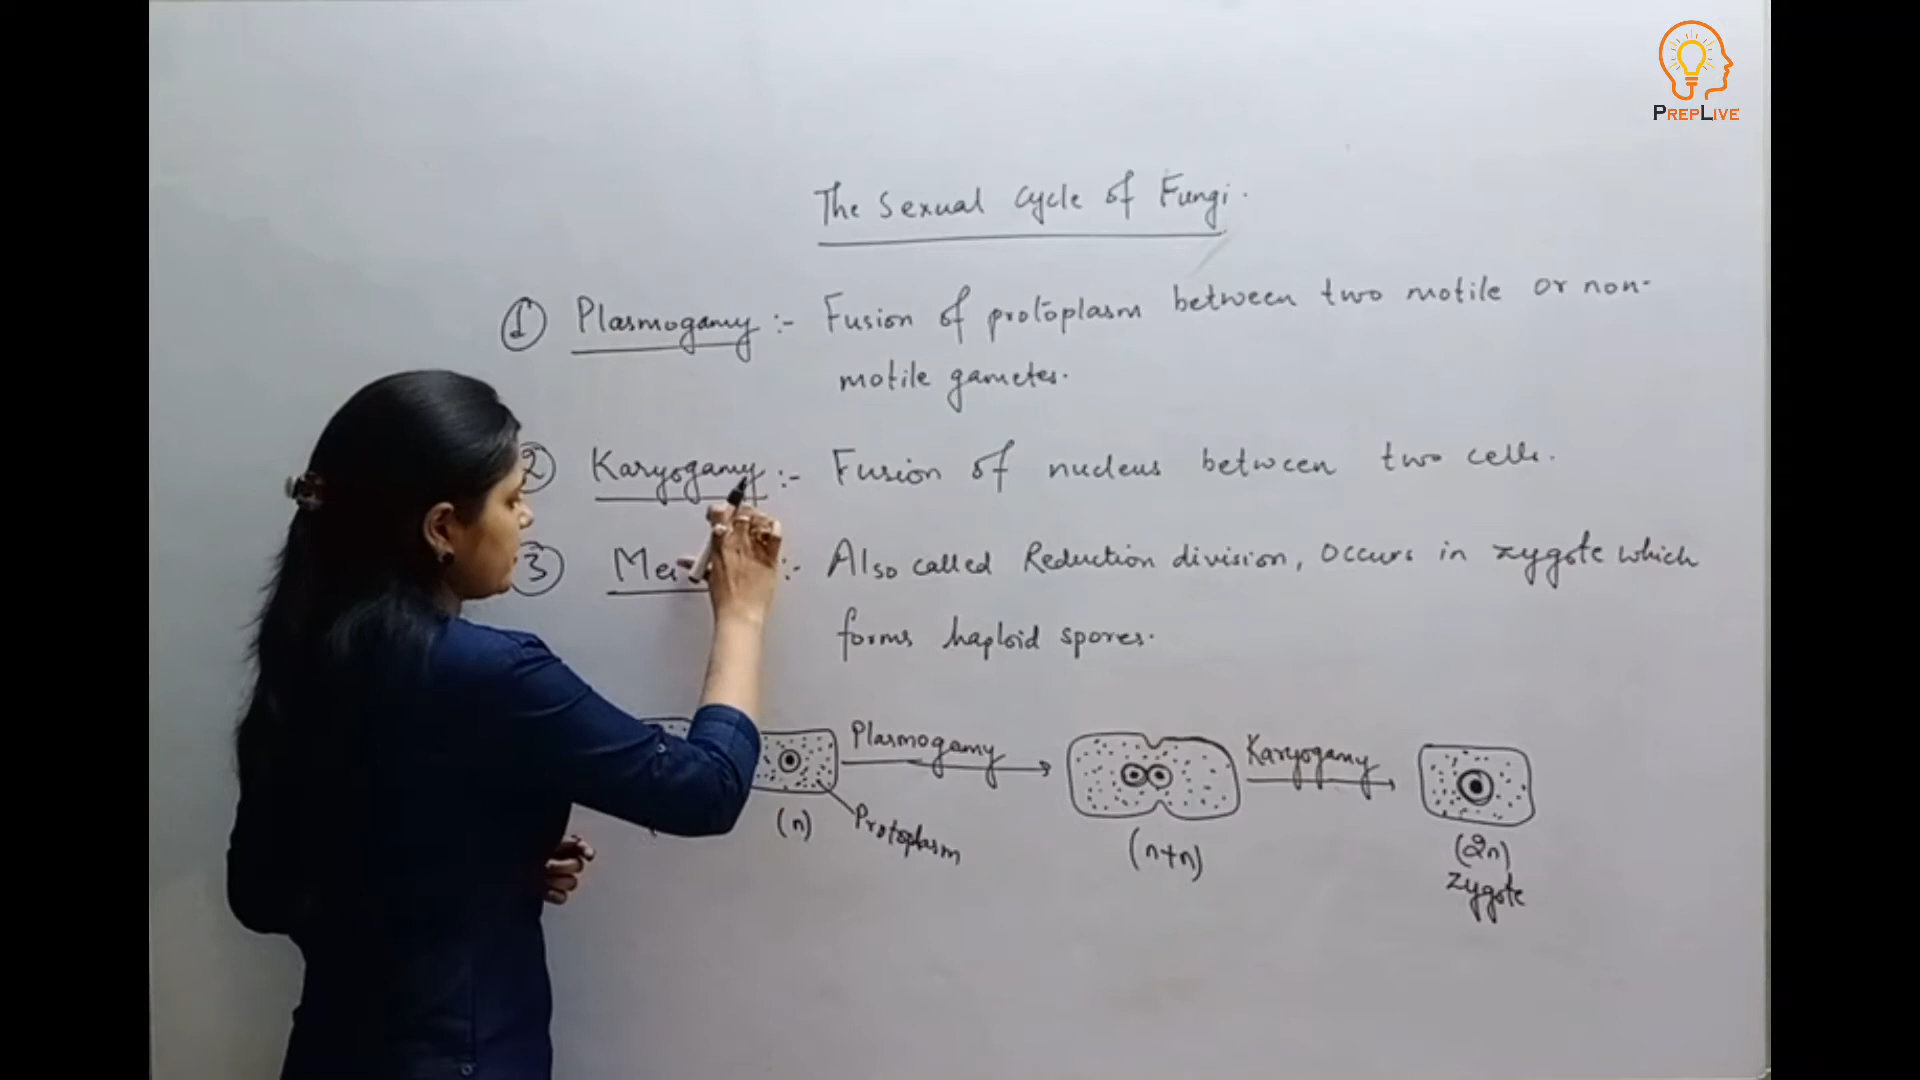 PREPLIVE
The Sexual Cycle of Fungi.
① Plasmogamy :- Fusion of protoplasm between two motile or non-
motile gametes.
② Karyogamy :- Fusion of nucleus between two cells.
③ :- Also called Reduction division, occurs in zygote which
forms haploid spores.
Plasmogamy
Karyogamy
(n)
Protoplasm
(n+n)
(2n)
zygote